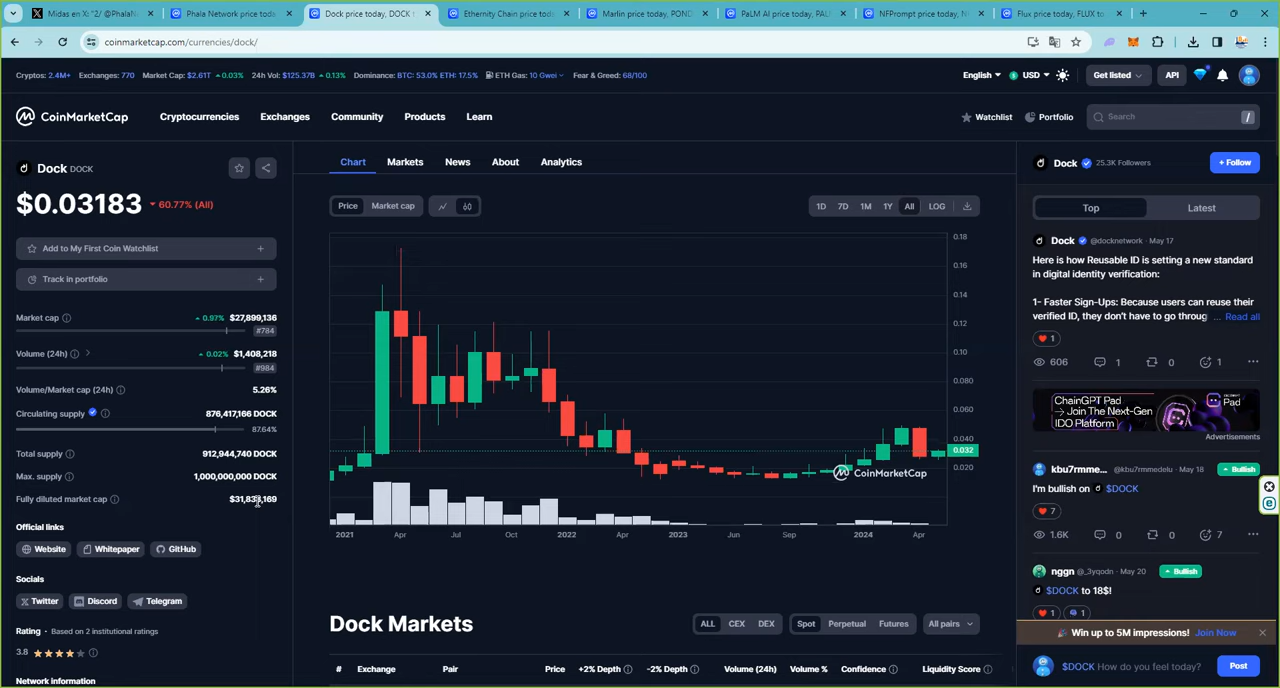 Midas en X: "2/ @PhalaN
Phala Network price toda
Dock price today, DOCK t
Ethernity Chain price toda
Marlin price today, POND
PaLM AI price today, PAL
NFPrompt price today, N
Flux price today, FLUX to
coinmarketcap.com/currencies/dock/
Cryptos: 2.4M+ Exchanges: 770 Market Cap: $2.61T 0.03% 24h Vol: $125.37B 0.13% Dominance: BTC: 53.0% ETH: 17.5% ETH Gas: 10 Gwei Fear & Greed: 68/100
English USD Get listed API
CoinMarketCap Cryptocurrencies Exchanges Community Products Learn
Watchlist Portfolio Search /
Dock DOCK
$0.03183 60.77% (All)
Add to My First Coin Watchlist +
Track in portfolio +
Market cap 0.97% $27,899,136
#784
Volume (24h) 0.02% $1,408,218
#984
Volume/Market cap (24h) 5.26%
Circulating supply 876,417,166 DOCK
87.64%
Total supply 912,944,740 DOCK
Max. supply 1,000,000,000 DOCK
Fully diluted market cap
Official links
Website Whitepaper GitHub
Socials
Twitter Discord Telegram
Rating · Based on 2 institutional ratings
3.8
Network information
Chart Markets News About Analytics
Price Market cap
1D 7D 1M 1Y All LOG
0.18
0.16
0.14
0.12
0.10
0.080
0.060
0.040
0.032
0.020
CoinMarketCap
2021 Apr Jul Oct 2022 Apr 2023 Jun Sep 2024 Apr
Dock Markets
ALL CEX DEX Spot Perpetual Futures All pairs
# Exchange Pair Price +2% Depth -2% Depth Volume (24h) Volume % Confidence Liquidity Score
Dock 25.3K Followers + Follow
Top Latest
Dock @docknetwork · May 17
Here is how Reusable ID is setting a new standard
in digital identity verification:
1- Faster Sign-Ups: Because users can reuse their
verified ID, they don't have to go throug ... Read all
1
606 1 0 1
ChainGPT Pad
→ Join The Next-Gen
IDO Platform
Pad
Advertisements
kbu7rmme... @kbu7rmmedelu · May 18 Bullish
I'm bullish on $DOCK
7
1.6K 0 0 7
nggn @_3yqodn · May 20 Bullish
$DOCK to 18$!
1 1
Win up to 5M impressions! Join Now
$DOCK How do you feel today? Post